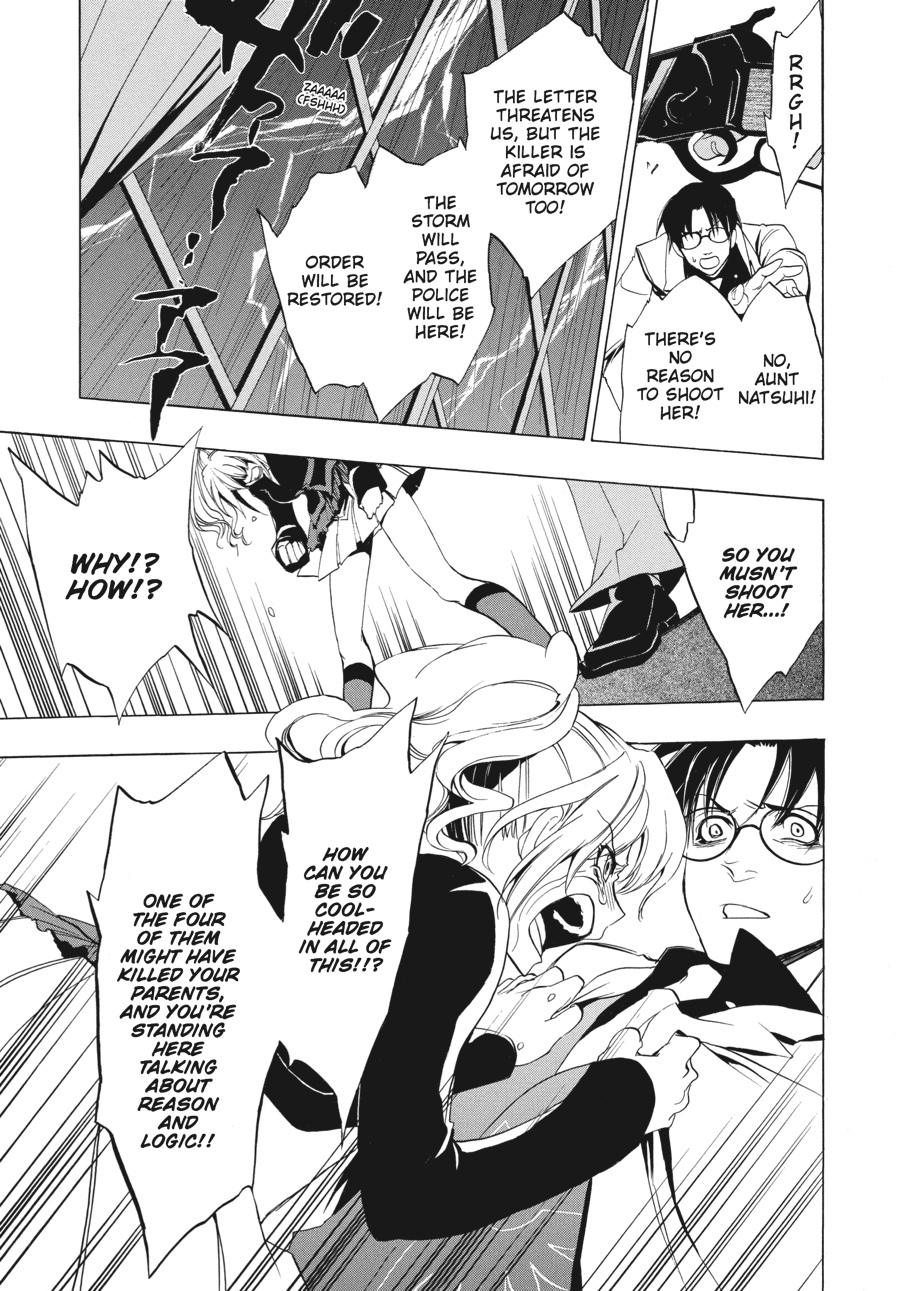 RRGH!
NO,
AUNT
NATSUHI!
THERE'S
NO
REASON
TO SHOOT
HER!
THE LETTER
THREATENS
US, BUT THE
KILLER IS
AFRAID OF
TOMORROW
TOO!
THE
STORM
WILL
PASS,
AND THE
POLICE
WILL BE
HERE!
ORDER
WILL BE
RESTORED!
ZAAAAA
(FSHHH)
ザアアア…
SO YOU
MUSN'T
SHOOT
HER...!
WHY!?
HOW!?
HOW
CAN YOU
BE SO
COOL-
HEADED
IN ALL OF
THIS!!?
ONE OF
THE FOUR
OF THEM
MIGHT HAVE
KILLED YOUR
PARENTS,
AND YOU'RE
STANDING
HERE
TALKING
ABOUT
REASON
AND
LOGIC!!